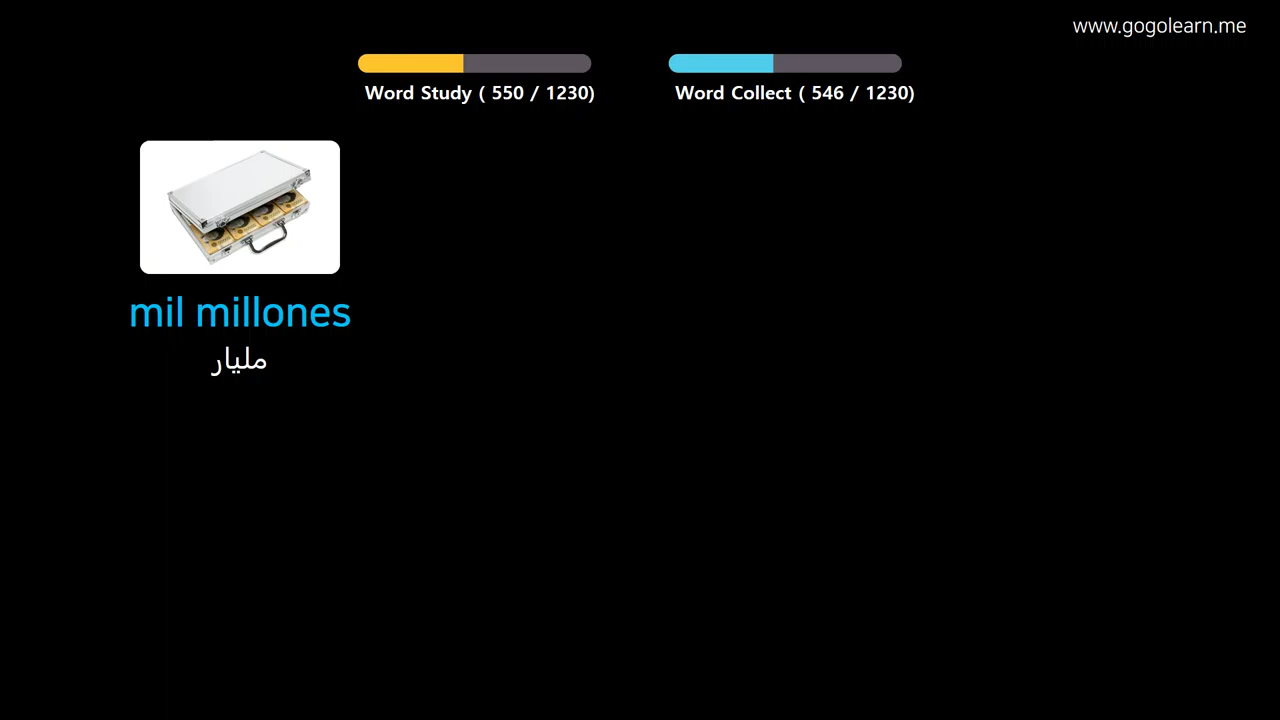 www.gogolearn.me
Word Study ( 550 / 1230)
Word Collect ( 546 / 1230)
mil millones
مليار